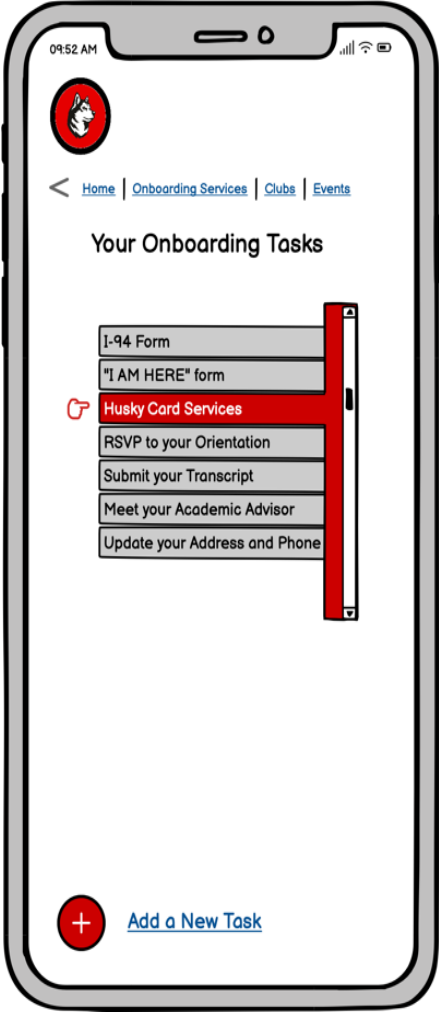 09:52 AM
Home | Onboarding Services | Clubs | Events
Your Onboarding Tasks
I-94 Form
"I AM HERE" form
Husky Card Services
RSVP to your Orientation
Submit your Transcript
Meet your Academic Advisor
Update your Address and Phone
Add a New Task